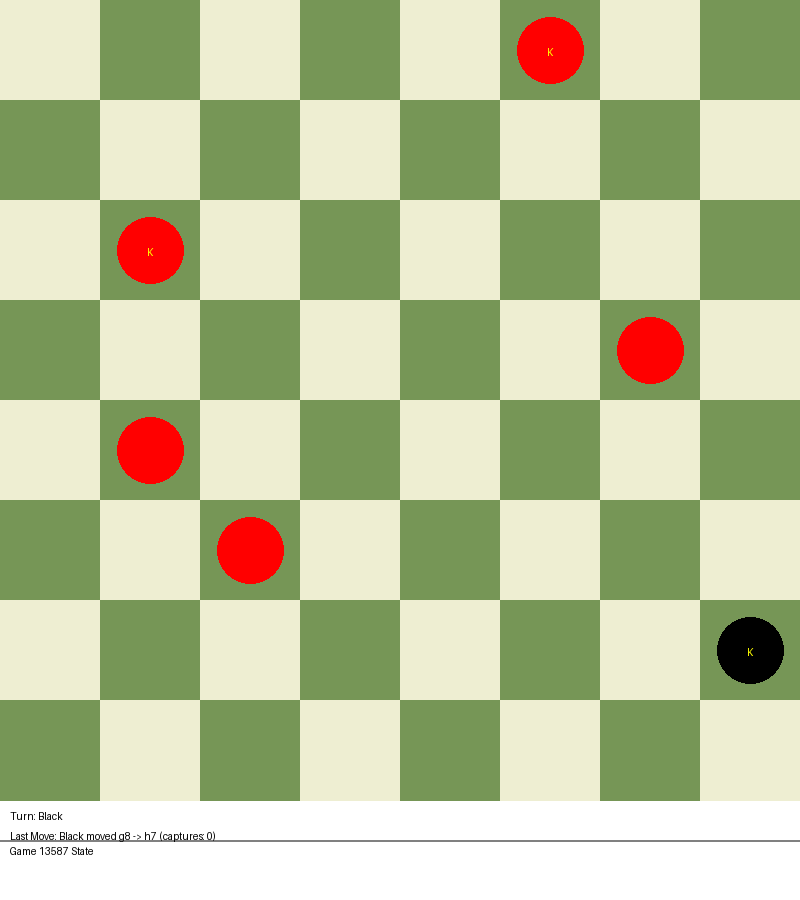 K
K
K
Turn: Black
Last Move: Black moved g8 -> h7 (captures: 0)
Game 13587 State